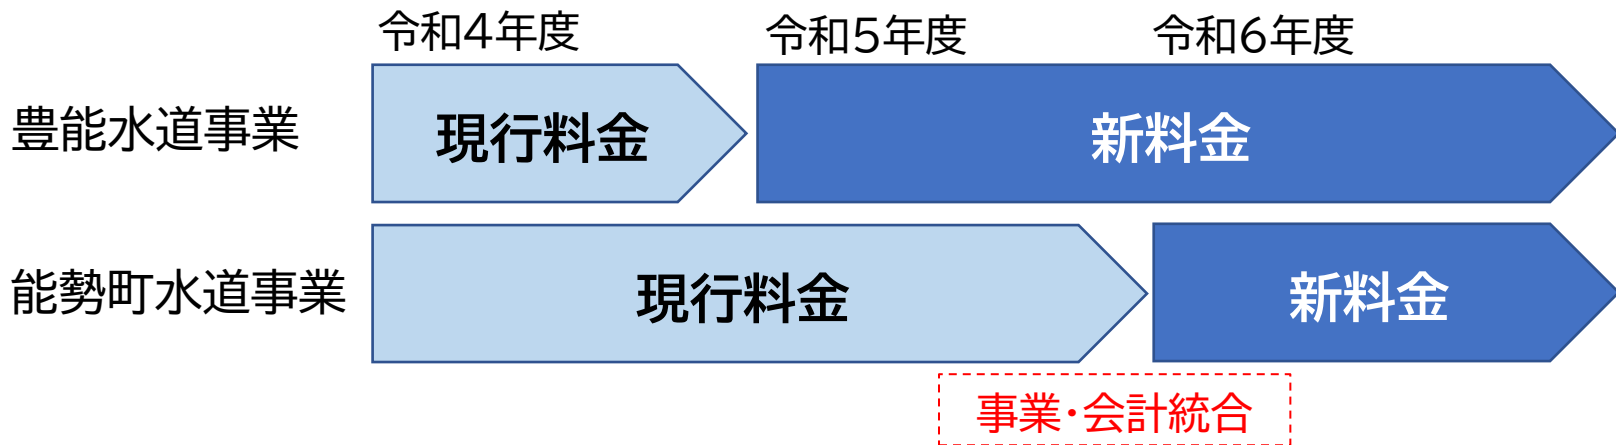 令和4年度 令和5年度 令和6年度
豊能水道事業 現行料金 新料金
能勢町水道事業 現行料金 新料金
事業・会計統合